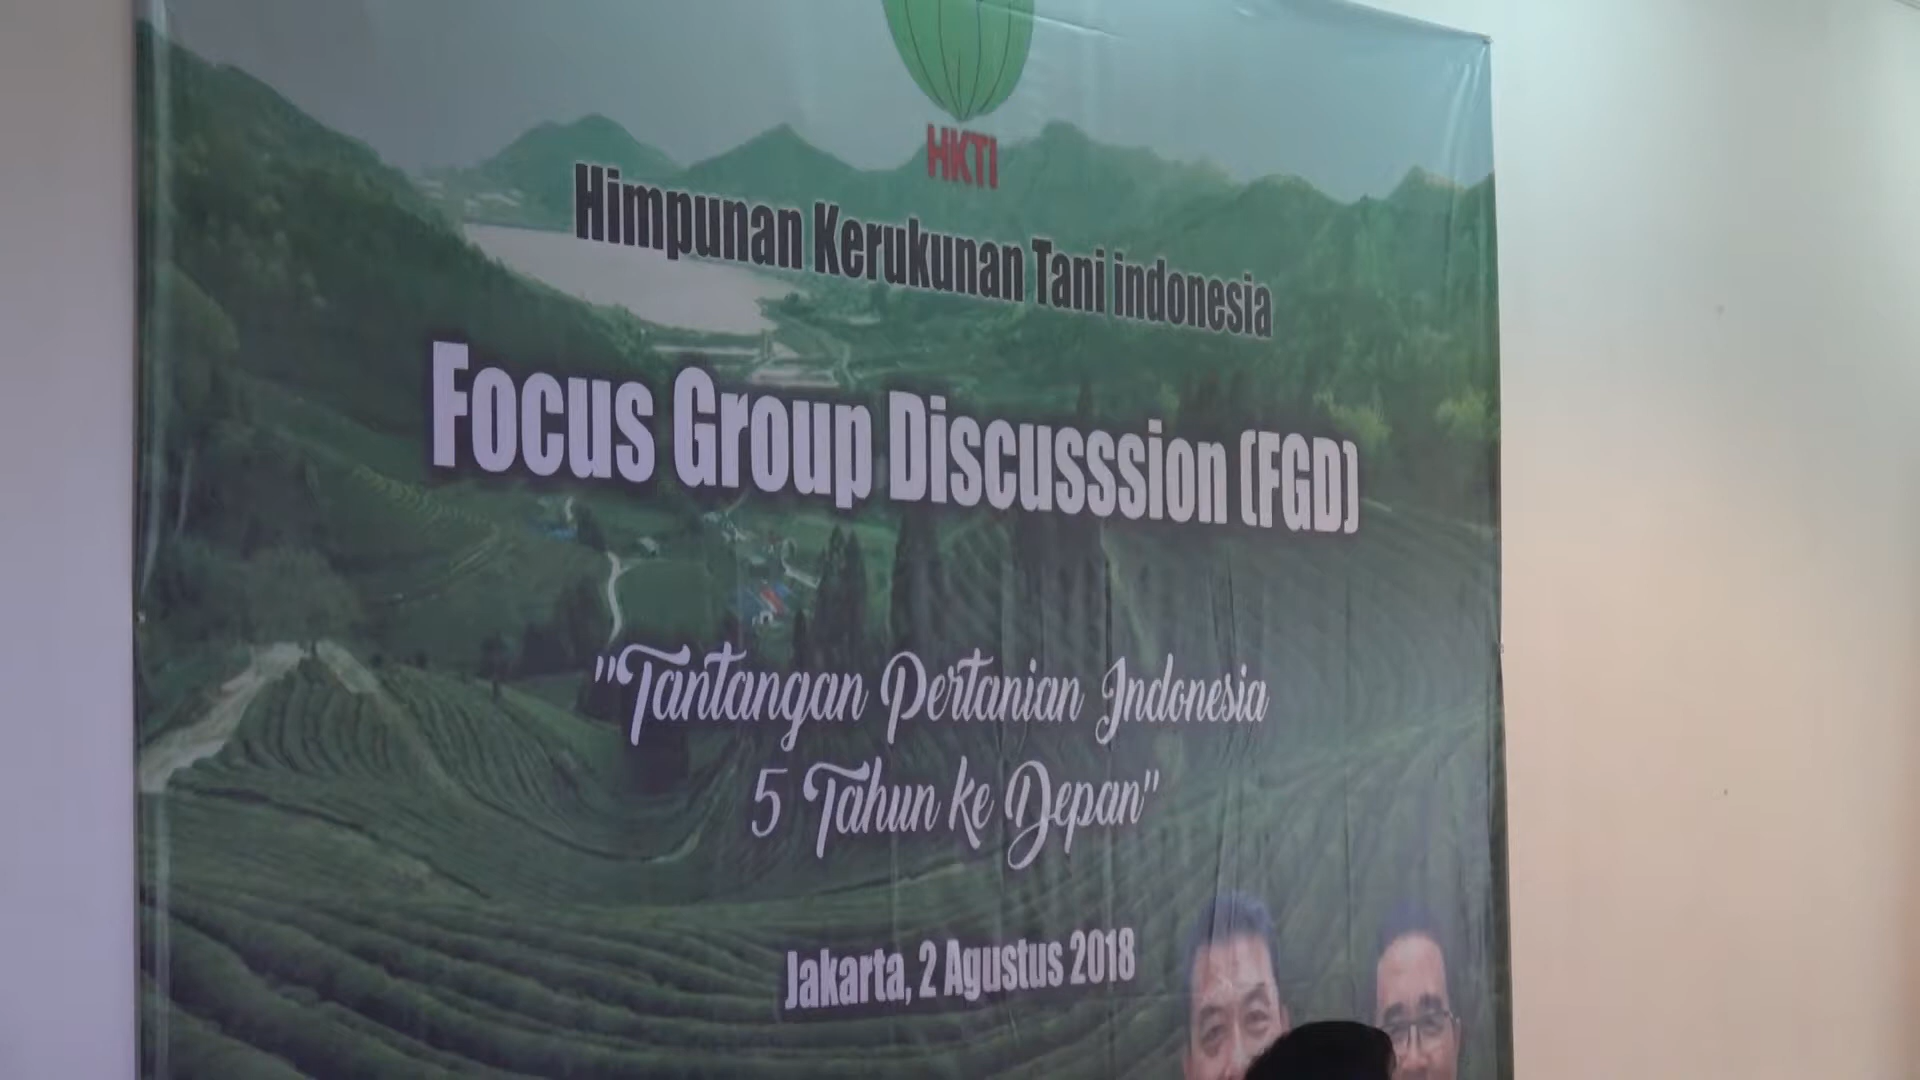 HKTI
Himpunan Kerukunan Tani indonesia
Focus Group Discusssion (FGD)
"Tantangan Pertanian Indonesia
5 Tahun ke Depan"
Jakarta, 2 Agustus 2018